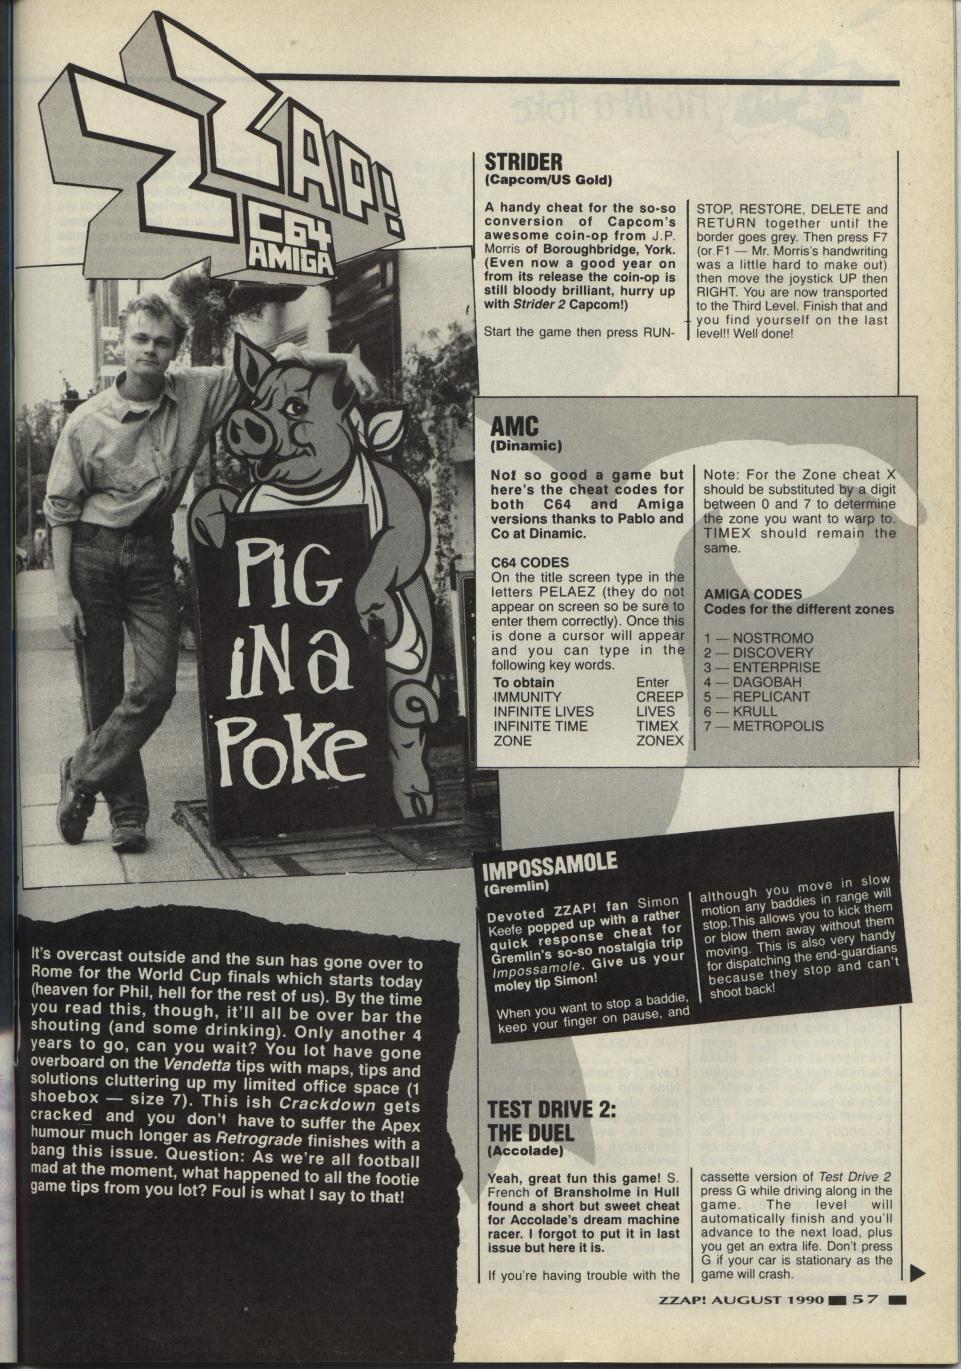 ZZAP!
C64
AMIGA
PiG
iN a
POKe
It's overcast outside and the sun has gone over to
Rome for the World Cup finals which starts today
(heaven for Phil, hell for the rest of us). By the time
you read this, though, it'll all be over bar the
shouting (and some drinking). Only another 4
years to go, can you wait? You lot have gone
overboard on the Vendetta tips with maps, tips and
solutions cluttering up my limited office space (1
shoebox — size 7). This ish Crackdown gets
cracked and you don't have to suffer the Apex
humour much longer as Retrograde finishes with a
bang this issue. Question: As we're all football
mad at the moment, what happened to all the footie
game tips from you lot? Foul is what I say to that!
STRIDER
(Capcom/US Gold)
A handy cheat for the so-so
conversion of Capcom's
awesome coin-op from J.P.
Morris of Boroughbridge, York.
(Even now a good year on
from its release the coin-op is
still bloody brilliant, hurry up
with Strider 2 Capcom!)
Start the game then press RUN-
STOP, RESTORE, DELETE and
RETURN together until the
border goes grey. Then press F7
(or F1 — Mr. Morris's handwriting
was a little hard to make out)
then move the joystick UP then
RIGHT. You are now transported
to the Third Level. Finish that and
you find yourself on the last
level!! Well done!
AMC
(Dinamic)
Not so good a game but
here's the cheat codes for
both C64 and Amiga
versions thanks to Pablo and
Co at Dinamic.
C64 CODES
On the title screen type in the
letters PELAEZ (they do not
appear on screen so be sure to
enter them correctly). Once this
is done a cursor will appear
and you can type in the
following key words.
To obtain Enter
IMMUNITY CREEP
INFINITE LIVES LIVES
INFINITE TIME TIMEX
ZONE ZONEX
Note: For the Zone cheat X
should be substituted by a digit
between 0 and 7 to determine
the zone you want to warp to.
TIMEX should remain the
same.
AMIGA CODES
Codes for the different zones
1 — NOSTROMO
2 — DISCOVERY
3 — ENTERPRISE
4 — DAGOBAH
5 — REPLICANT
6 — KRULL
7 — METROPOLIS
IMPOSSAMOLE
(Gremlin)
Devoted ZZAP! fan Simon
Keefe popped up with a rather
quick response cheat for
Gremlin's so-so nostalgia trip
Impossamole. Give us your
moley tip Simon!
When you want to stop a baddie,
keep your finger on pause, and
although you move in slow
motion any baddies in range will
stop.This allows you to kick them
or blow them away without them
moving. This is also very handy
for dispatching the end-guardians
because they stop and can't
shoot back!
TEST DRIVE 2:
THE DUEL
(Accolade)
Yeah, great fun this game! S.
French of Bransholme in Hull
found a short but sweet cheat
for Accolade's dream machine
racer. I forgot to put it in last
issue but here it is.
If you're having trouble with the
cassette version of Test Drive 2
press G while driving along in the
game. The level will
automatically finish and you'll
advance to the next load, plus
you get an extra life. Don't press
G if your car is stationary as the
game will crash.
ZZAP! AUGUST 1990 57